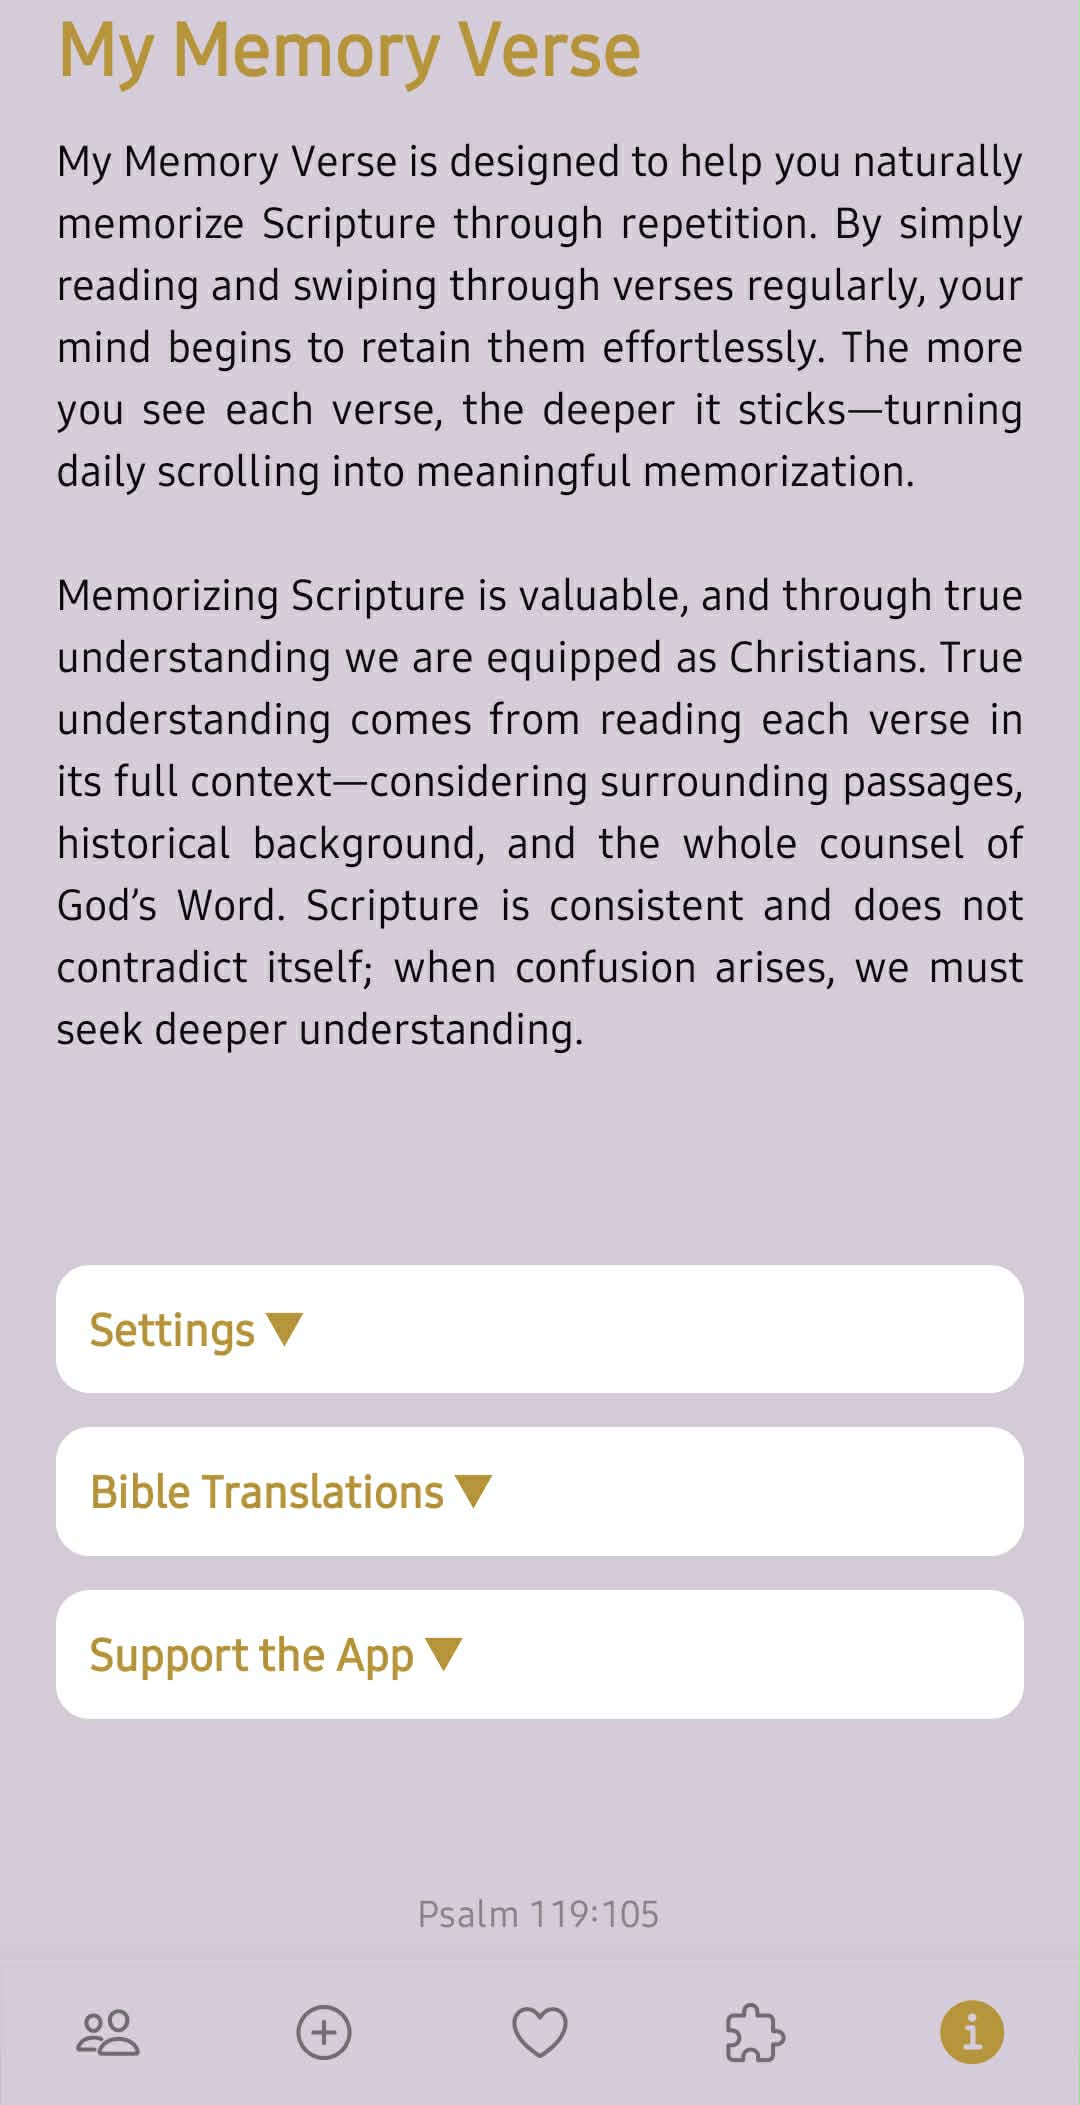 My Memory Verse
My Memory Verse is designed to help you naturally
memorize Scripture through repetition. By simply
reading and swiping through verses regularly, your
mind begins to retain them effortlessly. The more
you see each verse, the deeper it sticks—turning
daily scrolling into meaningful memorization.
Memorizing Scripture is valuable, and through true
understanding we are equipped as Christians. True
understanding comes from reading each verse in
its full context—considering surrounding passages,
historical background, and the whole counsel of
God’s Word. Scripture is consistent and does not
contradict itself; when confusion arises, we must
seek deeper understanding.
Settings ▼
Bible Translations ▼
Support the App ▼
Psalm 119:105